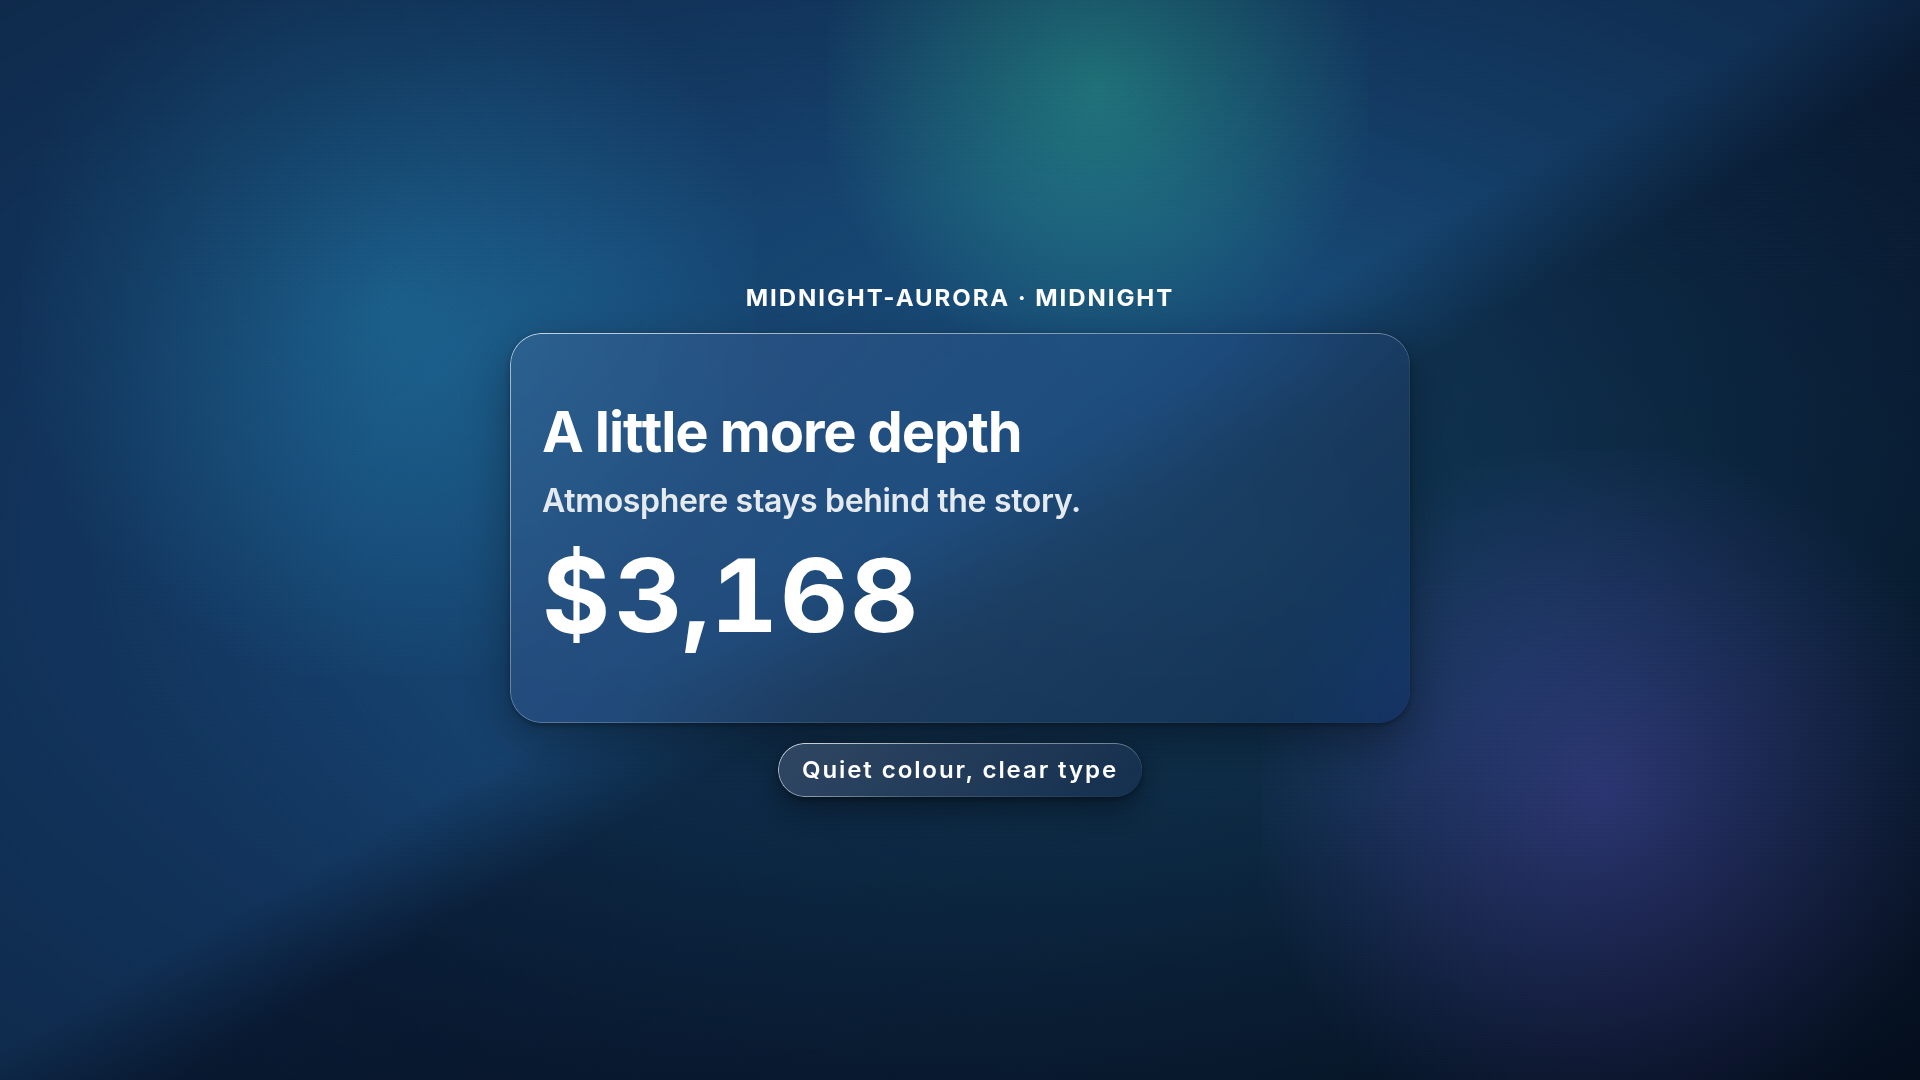 MIDNIGHT-AURORA · MIDNIGHT
A little more depth
Atmosphere stays behind the story.
$3,168
Quiet colour, clear type